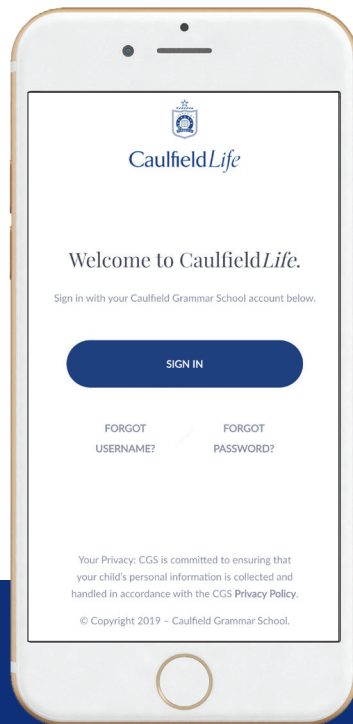 CaulfieldLife
Welcome to CaulfieldLife.
Sign in with your Caulfield Grammar School account below.
SIGN IN
FORGOT
USERNAME?
FORGOT
PASSWORD?
Your Privacy: CGS is committed to ensuring that
your child's personal information is collected and
handled in accordance with the CGS Privacy Policy.
© Copyright 2019 – Caulfield Grammar School.